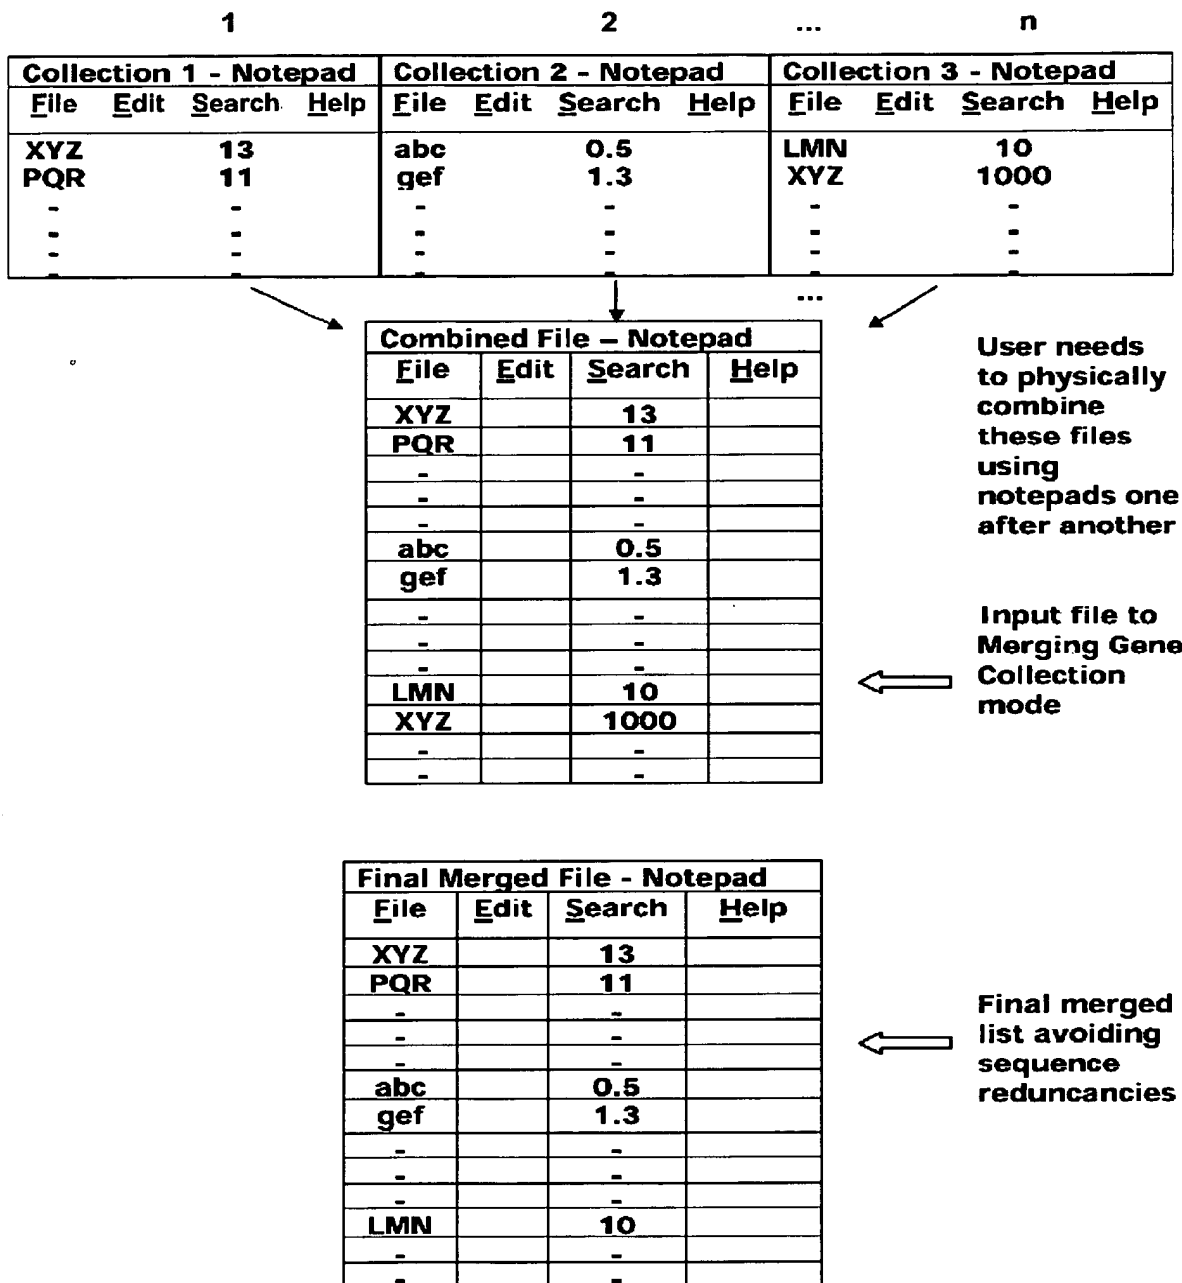 1 2 ... n
Collection 1 - Notepad Collection 2 - Notepad Collection 3 - Notepad
File Edit Search Help File Edit Search Help File Edit Search Help
XYZ 13 abc 0.5 LMN 10
PQR 11 gef 1.3 XYZ 1000
- - - - - -
- - - - - -
- - - - - -
- - - - - -
...
Combined File – Notepad
File Edit Search Help
XYZ 13
PQR 11
- -
- -
- -
abc 0.5
gef 1.3
- -
- -
- -
LMN 10
XYZ 1000
- -
- -
User needs
to physically
combine
these files
using
notepads one
after another
Input file to
Merging Gene
Collection
mode
Final Merged File - Notepad
File Edit Search Help
XYZ 13
PQR 11
- -
- -
- -
abc 0.5
gef 1.3
- -
- -
- -
LMN 10
- -
- -
Final merged
list avoiding
sequence
reduncancies